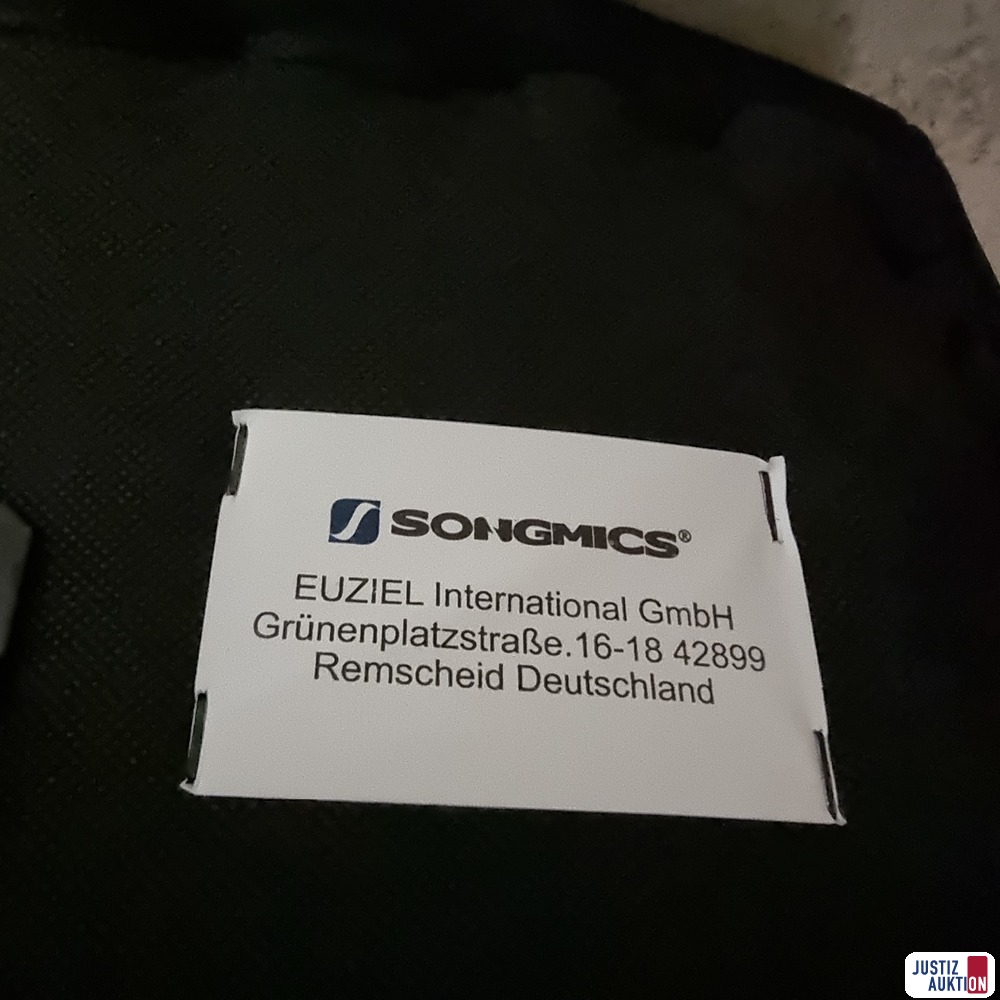 SONGMICS®
EUZIEL International GmbH
Grünenplatzstraße.16-18 42899
Remscheid Deutschland
JUSTIZ
AUKTION